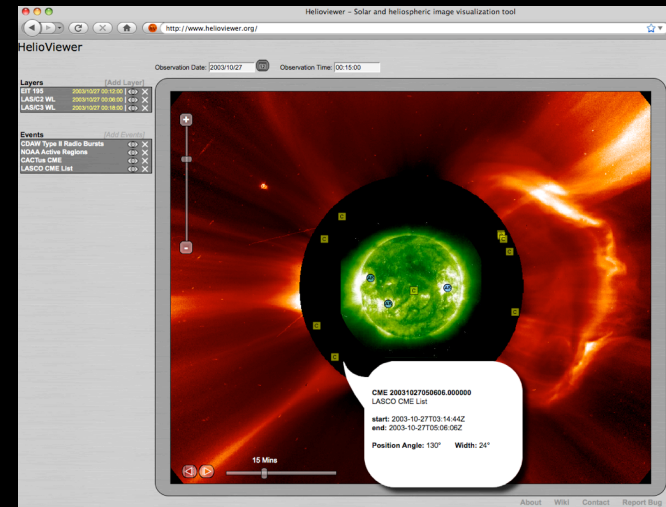 Helioviewer - Solar and heliospheric image visualization tool
http://www.helioviewer.org/
HelioViewer
Observation Date: 2003/10/27 Observation Time: 00:15:00
Layers [Add Layer]
EIT 195 2003/10/27 00:12:00
LAS/C2 WL 2003/10/27 00:06:00
LAS/C3 WL 2003/10/27 00:18:00
Events [Add Events]
CDAW Type II Radio Bursts
NOAA Active Regions
CACTus CME
LASCO CME List
+
-
C
C
C
C
C
C
C
C
CME 20031027050606.000000
LASCO CME List
start: 2003-10-27T03:14:44Z
end: 2003-10-27T05:06:06Z
Position Angle: 130° Width: 24°
15 Mins
About Wiki Contact Report Bug